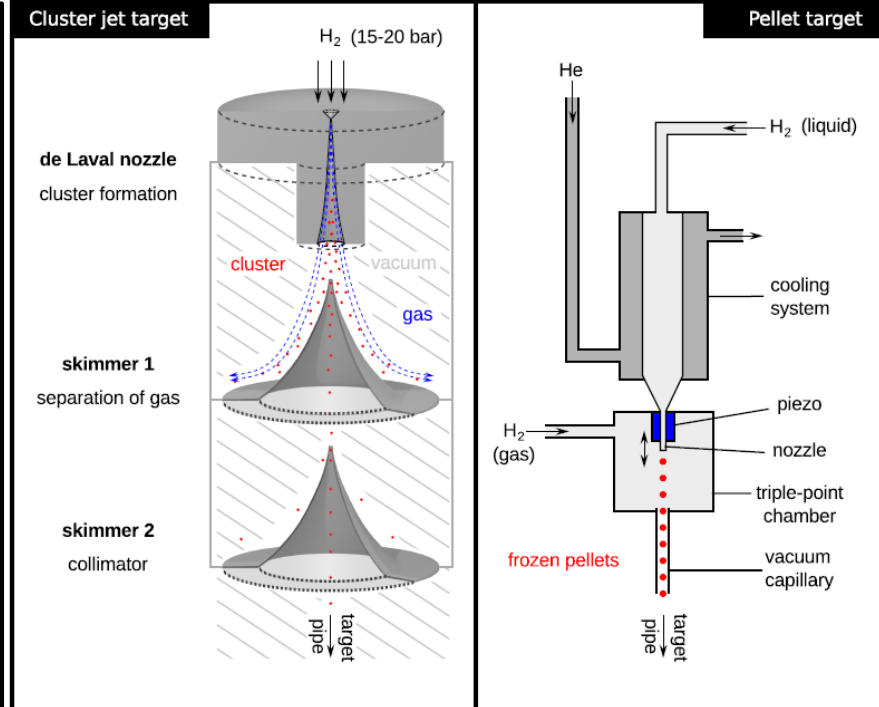 Cluster jet target
H₂ (15-20 bar)
de Laval nozzle
cluster formation
cluster
vacuum
gas
skimmer 1
separation of gas
skimmer 2
collimator
target
pipe
Pellet target
He
H₂ (liquid)
cooling
system
piezo
H₂
(gas)
nozzle
triple-point
chamber
frozen pellets
vacuum
capillary
target
pipe